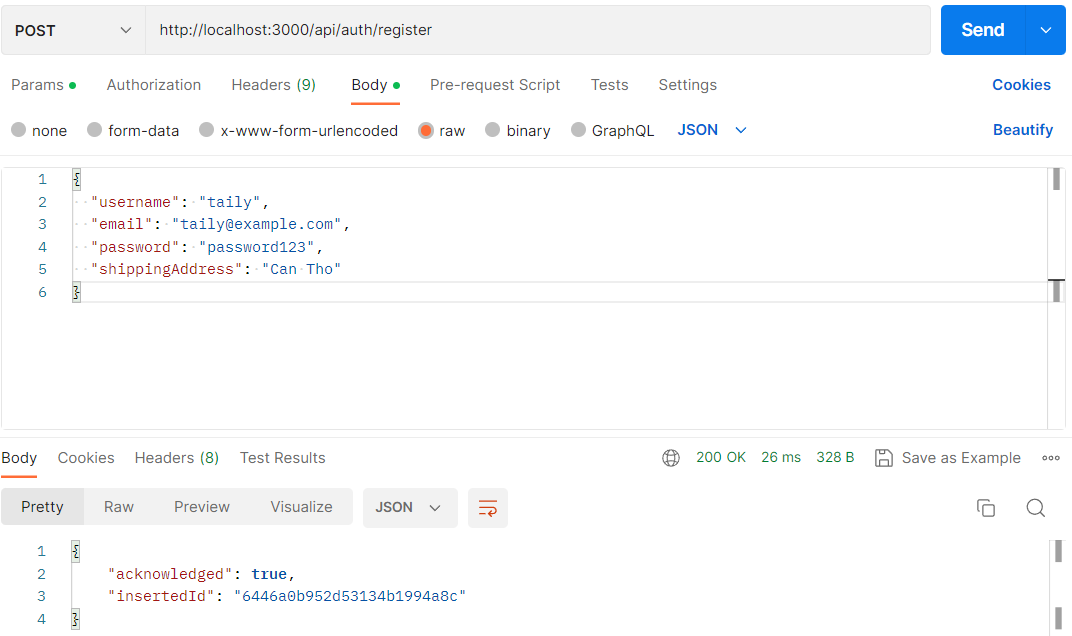 POST http://localhost:3000/api/auth/register Send
Params Authorization Headers (9) Body Pre-request Script Tests Settings Cookies
none form-data x-www-form-urlencoded raw binary GraphQL JSON Beautify
1 {
2 "username": "taily",
3 "email": "taily@example.com",
4 "password": "password123",
5 "shippingAddress": "Can Tho"
6 }
Body Cookies Headers (8) Test Results 200 OK 26 ms 328 B Save as Example
Pretty Raw Preview Visualize JSON
1 {
2 "acknowledged": true,
3 "insertedId": "6446a0b952d53134b1994a8c"
4 }